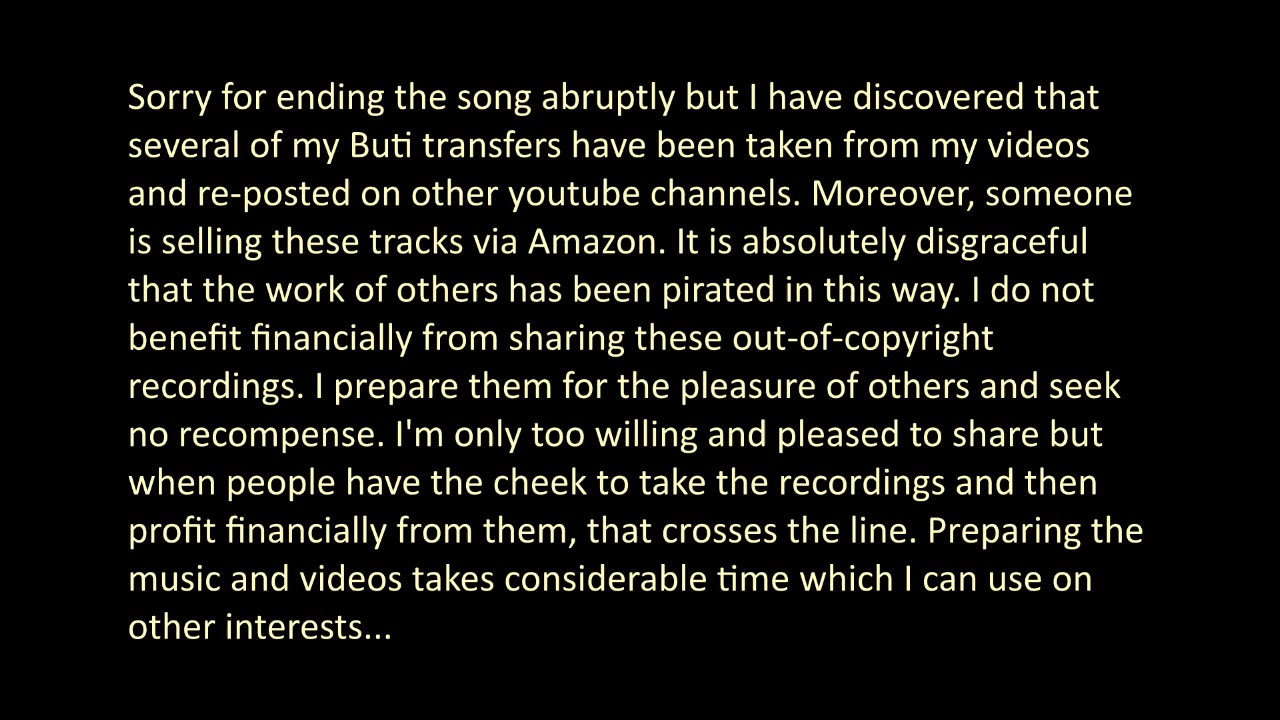 Sorry for ending the song abruptly but I have discovered that
several of my Buti transfers have been taken from my videos
and re-posted on other youtube channels. Moreover, someone
is selling these tracks via Amazon. It is absolutely disgraceful
that the work of others has been pirated in this way. I do not
benefit financially from sharing these out-of-copyright
recordings. I prepare them for the pleasure of others and seek
no recompense. I'm only too willing and pleased to share but
when people have the cheek to take the recordings and then
profit financially from them, that crosses the line. Preparing the
music and videos takes considerable time which I can use on
other interests...